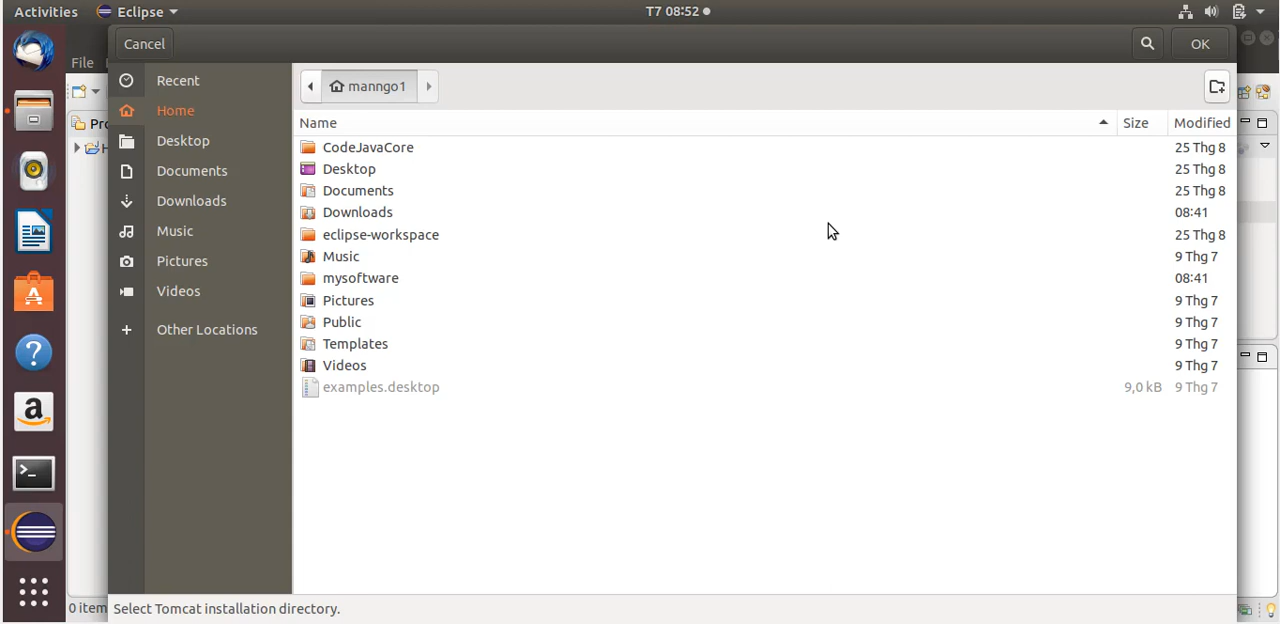 Activities Eclipse T7 08:52
Cancel OK
File
Recent
Home
Desktop
Documents
Downloads
Music
Pictures
Videos
Other Locations
manngo1
Name Size Modified
CodeJavaCore 25 Thg 8
Desktop 25 Thg 8
Documents 25 Thg 8
Downloads 08:41
eclipse-workspace 25 Thg 8
Music 9 Thg 7
mysoftware 08:41
Pictures 9 Thg 7
Public 9 Thg 7
Templates 9 Thg 7
Videos 9 Thg 7
examples.desktop 9,0 kB 9 Thg 7
Pro
H
0 item
Select Tomcat installation directory.